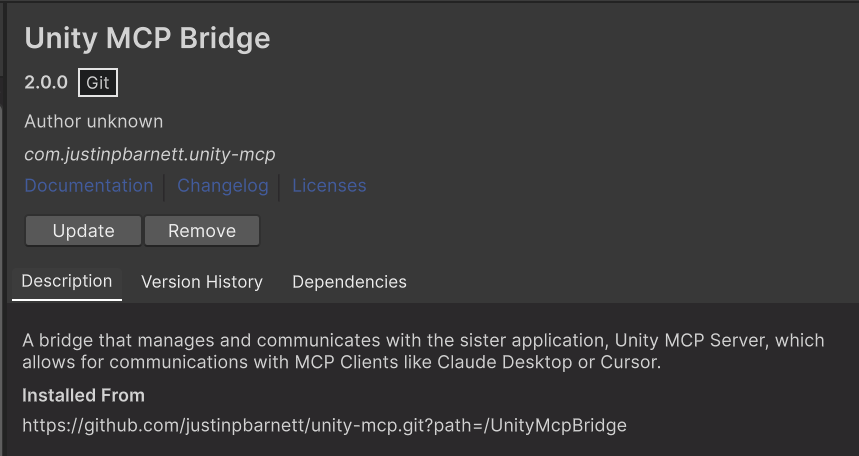 Unity MCP Bridge
2.0.0 Git
Author unknown
com.justinpbarnett.unity-mcp
Documentation Changelog Licenses
Update Remove
Description Version History Dependencies
A bridge that manages and communicates with the sister application, Unity MCP Server, which
allows for communications with MCP Clients like Claude Desktop or Cursor.
Installed From
https://github.com/justinpbarnett/unity-mcp.git?path=/UnityMcpBridge